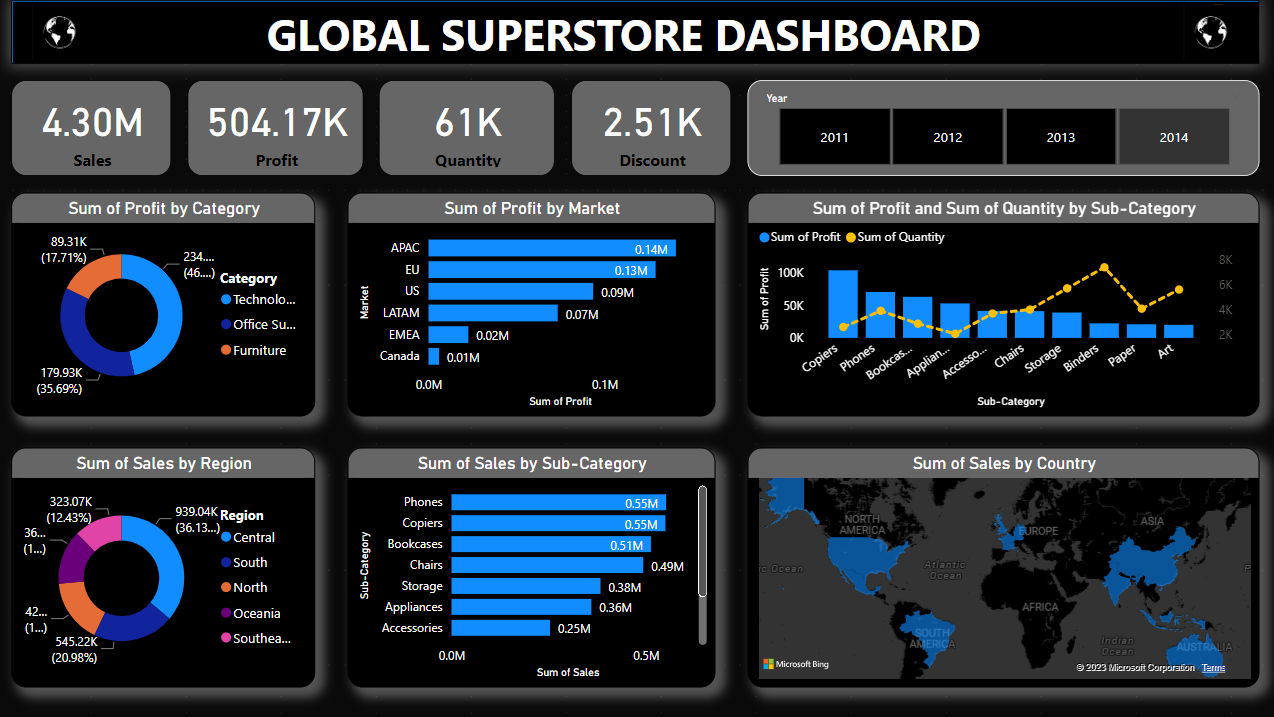 GLOBAL SUPERSTORE DASHBOARD
4.30M
Sales
504.17K
Profit
61K
Quantity
2.51K
Discount
Year
2011
2012
2013
2014
Sum of Profit by Category
89.31K
(17.71%)
234....
(46....)
179.93K
(35.69%)
Category
Technolo...
Office Su...
Furniture
Sum of Profit by Market
Market
APAC 0.14M
EU 0.13M
US 0.09M
LATAM 0.07M
EMEA 0.02M
Canada 0.01M
0.0M 0.1M
Sum of Profit
Sum of Profit and Sum of Quantity by Sub-Category
Sum of Profit Sum of Quantity
Sum of Profit
100K
50K
0K
8K
6K
4K
2K
Copiers
Phones
Bookcas...
Applian...
Accesso...
Chairs
Storage
Binders
Paper
Art
Sub-Category
Sum of Sales by Region
323.07K
(12.43%)
939.04K
(36.13...)
36...
(1...)
42...
(1...)
545.22K
(20.98%)
Region
Central
South
North
Oceania
Southea...
Sum of Sales by Sub-Category
Sub-Category
Phones 0.55M
Copiers 0.55M
Bookcases 0.51M
Chairs 0.49M
Storage 0.38M
Appliances 0.36M
Accessories 0.25M
0.0M 0.5M
Sum of Sales
Sum of Sales by Country
NORTH
AMERICA
EUROPE
ASIA
ic Ocean
Atlantic
Ocean
P
AFRICA
SOUTH
AMERICA
Indian
Ocean
AUSTRALIA
Microsoft Bing
© 2023 Microsoft Corporation Terms